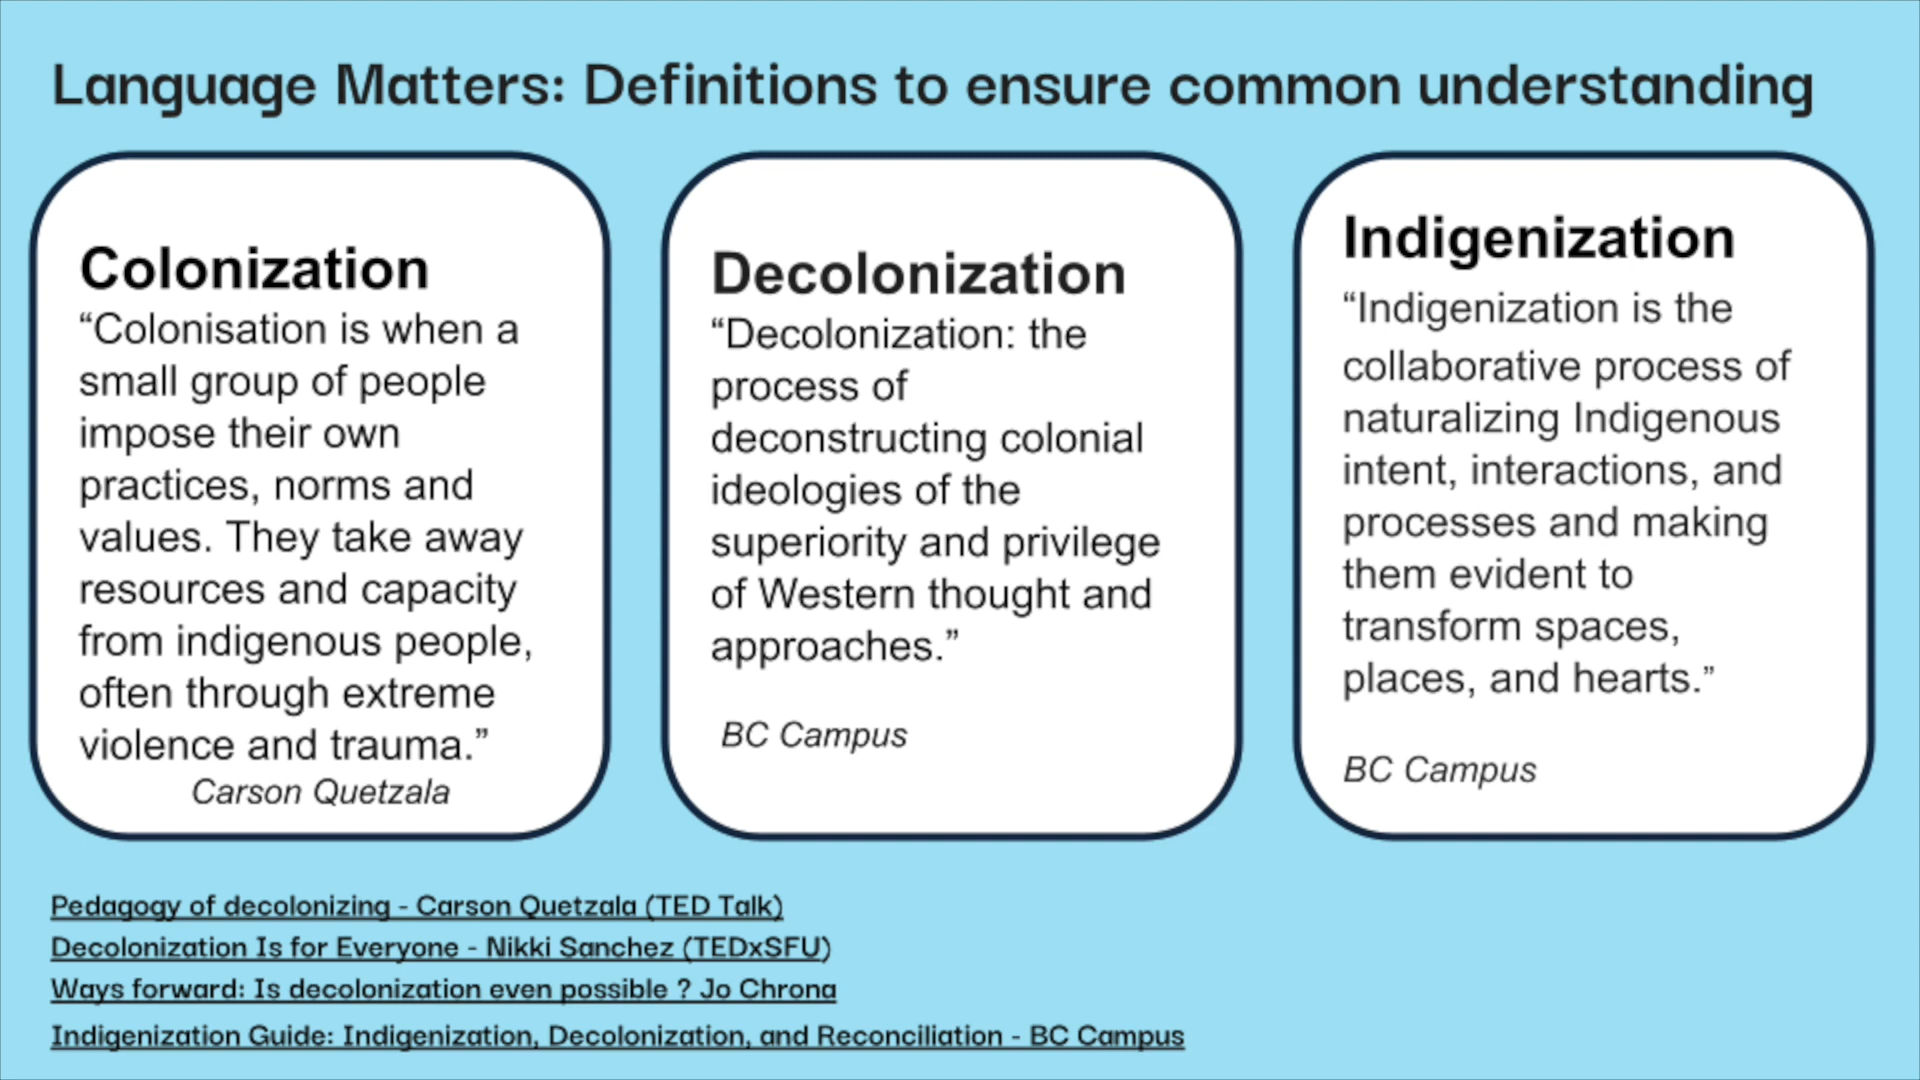 Language Matters: Definitions to ensure common understanding
Colonization
“Colonisation is when a
small group of people
impose their own
practices, norms and
values. They take away
resources and capacity
from indigenous people,
often through extreme
violence and trauma.”
Carson Quetzala
Decolonization
“Decolonization: the
process of
deconstructing colonial
ideologies of the
superiority and privilege
of Western thought and
approaches.”
BC Campus
Indigenization
“Indigenization is the
collaborative process of
naturalizing Indigenous
intent, interactions, and
processes and making
them evident to
transform spaces,
places, and hearts.”
BC Campus
Pedagogy of decolonizing - Carson Quetzala (TED Talk)
Decolonization Is for Everyone - Nikki Sanchez (TEDxSFU)
Ways forward: Is decolonization even possible ? Jo Chrona
Indigenization Guide: Indigenization, Decolonization, and Reconciliation - BC Campus